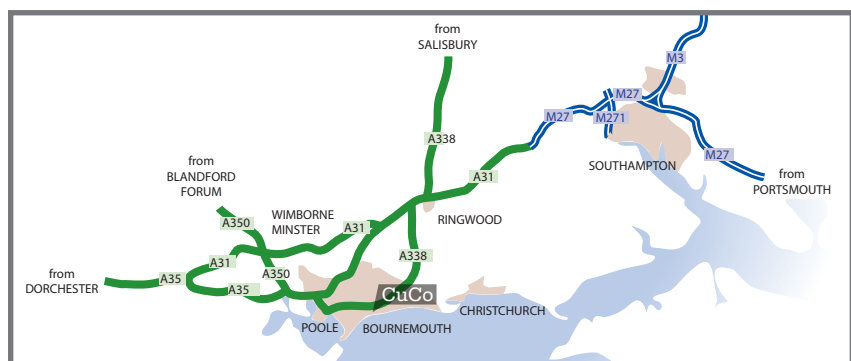 from
SALISBURY
M3
M27
M27
M271
A338
M27
SOUTHAMPTON
from
PORTSMOUTH
from
BLANDFORD
FORUM
A31
A350
WIMBORNE
MINSTER
A31
RINGWOOD
A31
A338
from
DORCHESTER
A35
A350
A35
CuCo
CHRISTCHURCH
POOLE
BOURNEMOUTH